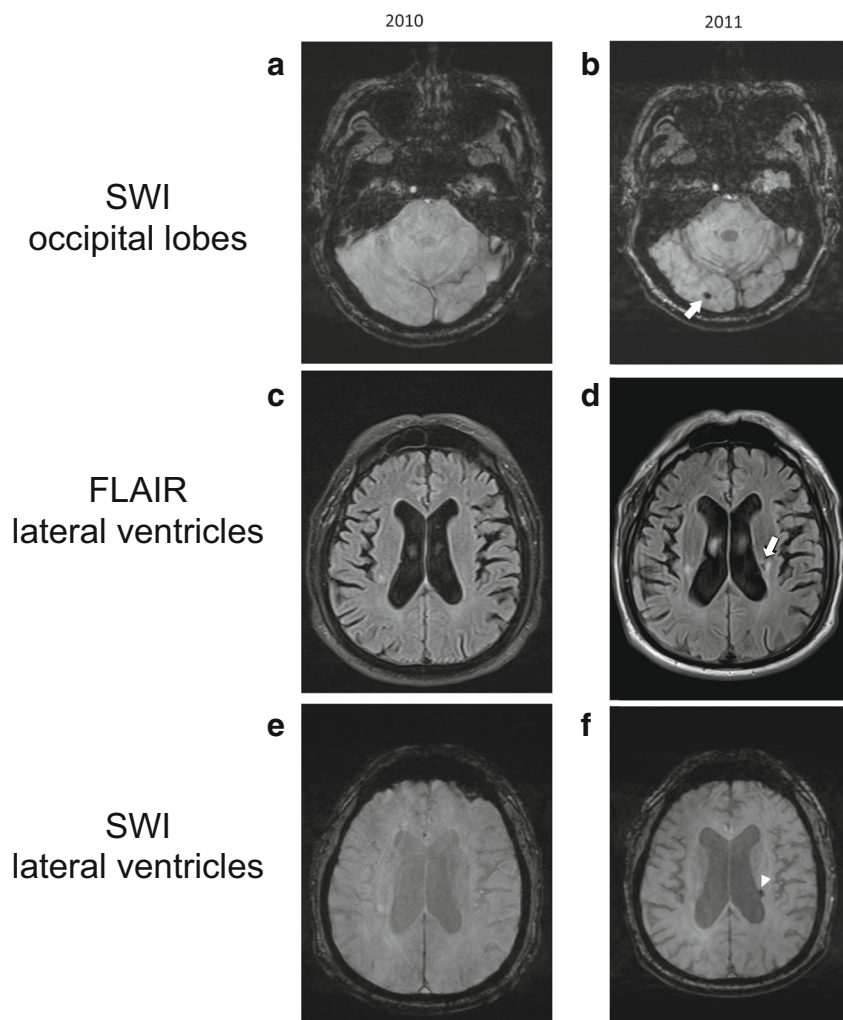 2010
2011
a
b
SWI
occipital lobes
c
d
FLAIR
lateral ventricles
e
f
SWI
lateral ventricles